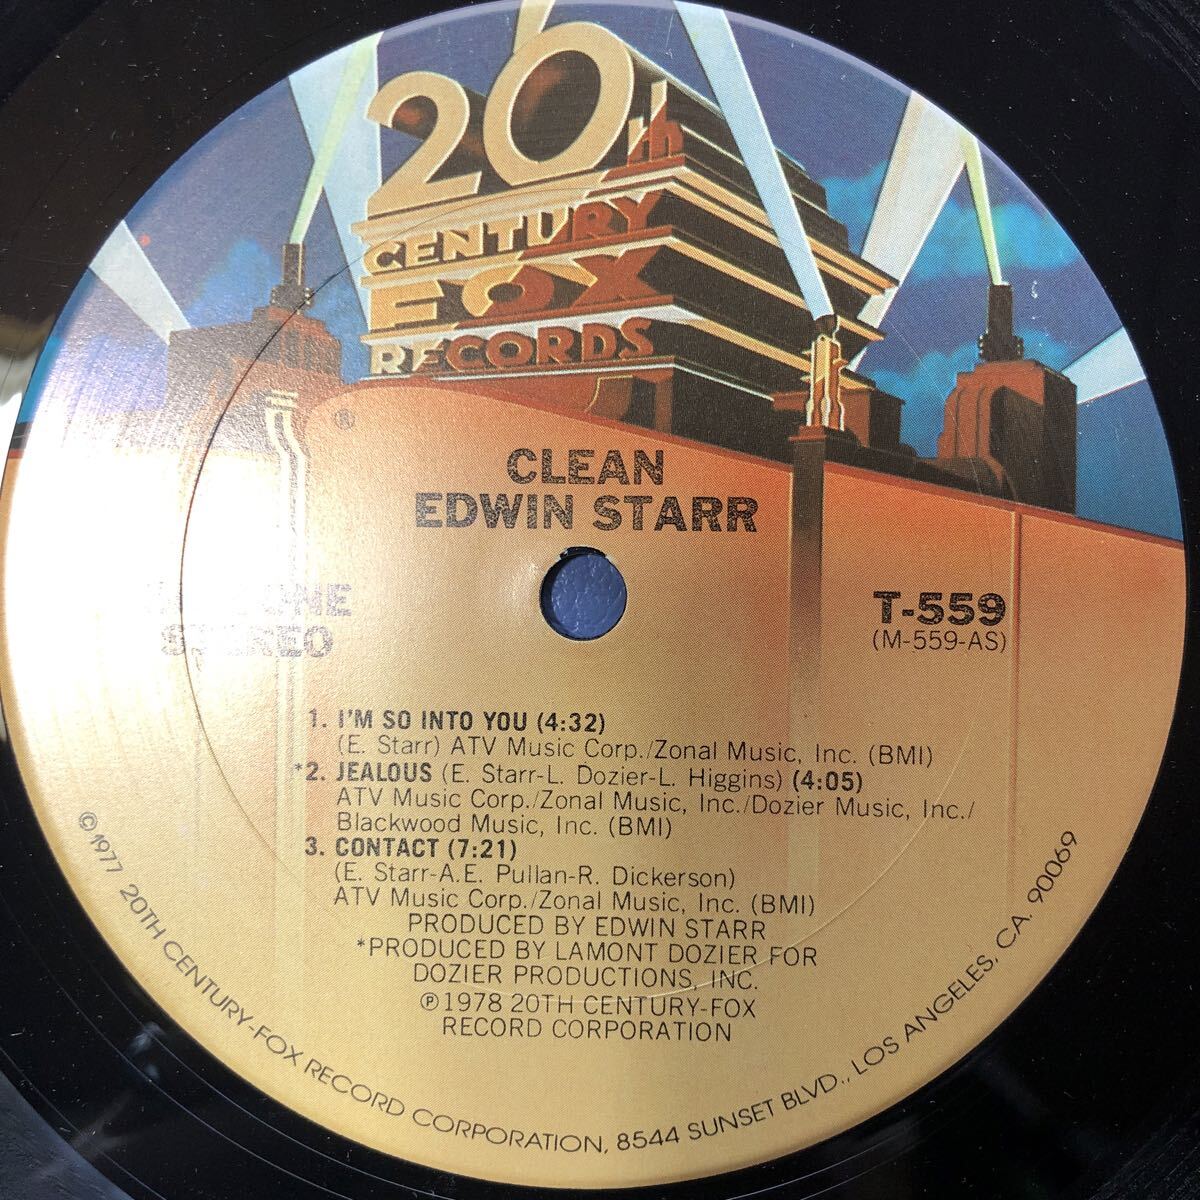 20th
CENTURY
FOX
RECORDS
®
CLEAN
EDWIN STARR
ONE
STEREO
T-559
(M-559-AS)
1. I'M SO INTO YOU (4:32)
(E. Starr) ATV Music Corp./Zonal Music, Inc. (BMI)
*2. JEALOUS (E. Starr-L. Dozier-L. Higgins) (4:05)
ATV Music Corp./Zonal Music, Inc./Dozier Music, Inc./
Blackwood Music, Inc. (BMI)
3. CONTACT (7:21)
(E. Starr-A.E. Pullan-R. Dickerson)
ATV Music Corp./Zonal Music, Inc. (BMI)
PRODUCED BY EDWIN STARR
*PRODUCED BY LAMONT DOZIER FOR
DOZIER PRODUCTIONS, INC.
℗1978 20TH CENTURY-FOX
RECORD CORPORATION
©1977 20TH CENTURY-FOX RECORD CORPORATION, 8544 SUNSET BLVD., LOS ANGELES, CA. 90069